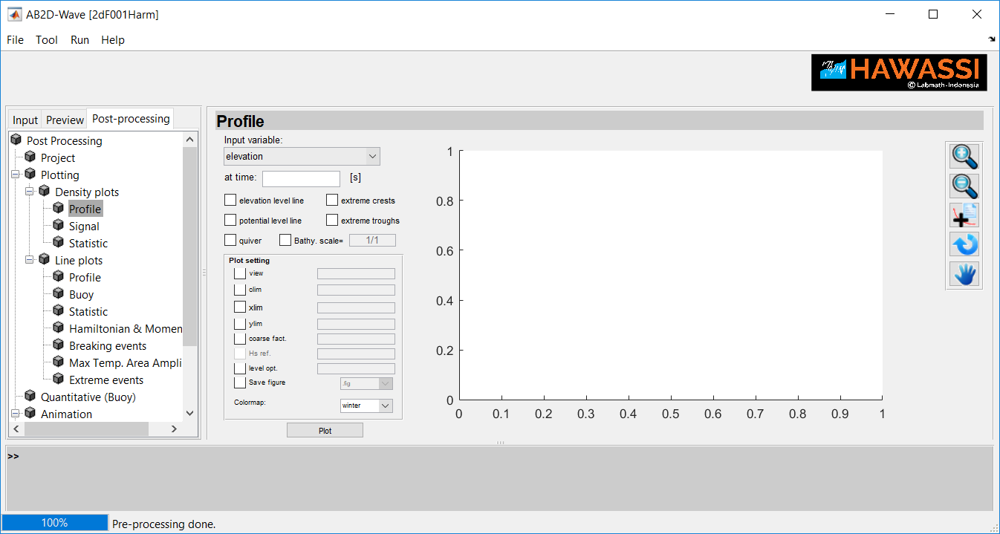 AB2D-Wave [2dF001Harm]
File Tool Run Help
HAWASSI
© Labmath-Indonesia
Input Preview Post-processing
Post Processing
Project
Plotting
Density plots
Profile
Signal
Statistic
Line plots
Profile
Buoy
Statistic
Hamiltonian & Momen
Breaking events
Max Temp. Area Ampli
Extreme events
Quantitative (Buoy)
Animation
Profile
Input variable:
elevation
at time: [s]
elevation level line extreme crests
potential level line extreme troughs
quiver Bathy. scale= 1/1
Plot setting
view
clim
xlim
ylim
coarse fact.
Hs ref.
level opt.
Save figure .fig
Colormap: winter
Plot
1
0.8
0.6
0.4
0.2
0
0 0.1 0.2 0.3 0.4 0.5 0.6 0.7 0.8 0.9 1
>>
100% Pre-processing done.